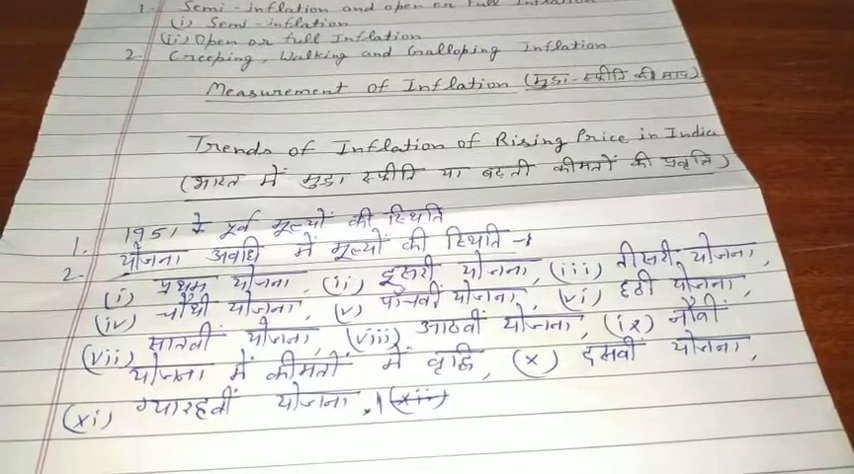 1- Semi-inflation and open or Full Inflation
(i) Semi-inflation
(ii) Open or full Inflation
2- Creeping, Walking and Galloping Inflation
Measurement of Inflation (मुद्रा-स्फीति की माप)
Trends of Inflation of Rising Price in India
(भारत में मुद्रा स्फीति या बढ़ती कीमतों की प्रवृति)
1. 1951 के पूर्व मूल्यों की स्थिति
2. योजना अवधि में मूल्यों की स्थिति →
(i) प्रथम योजना, (ii) दूसरी योजना, (iii) तीसरी योजना,
(iv) चौथी योजना, (v) पाँचवीं योजना, (vi) छठी योजना,
(vii) सातवीं योजना, (viii) आठवीं योजना, (ix) नौवीं
योजना में कीमतों में वृद्धि, (x) दसवीं योजना,
(xi) ग्यारहवीं योजना ।